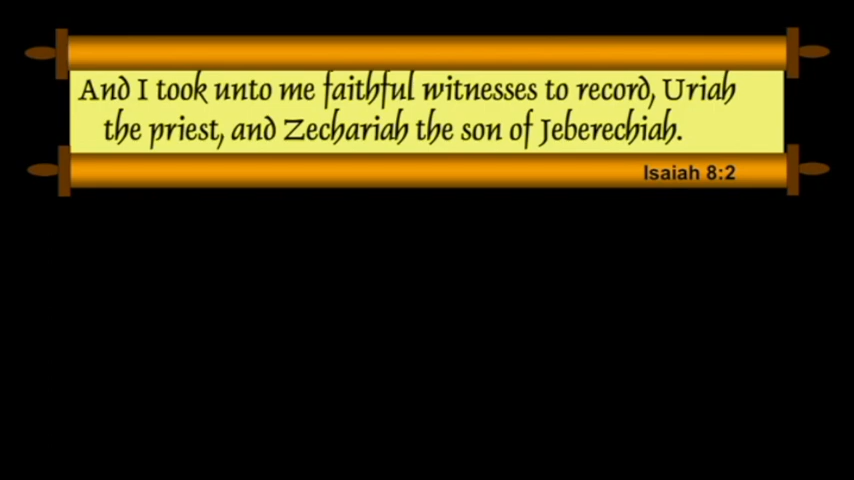 And I took unto me faithful witnesses to record, Uriah
the priest, and Zechariah the son of Jeberechiah.
Isaiah 8:2